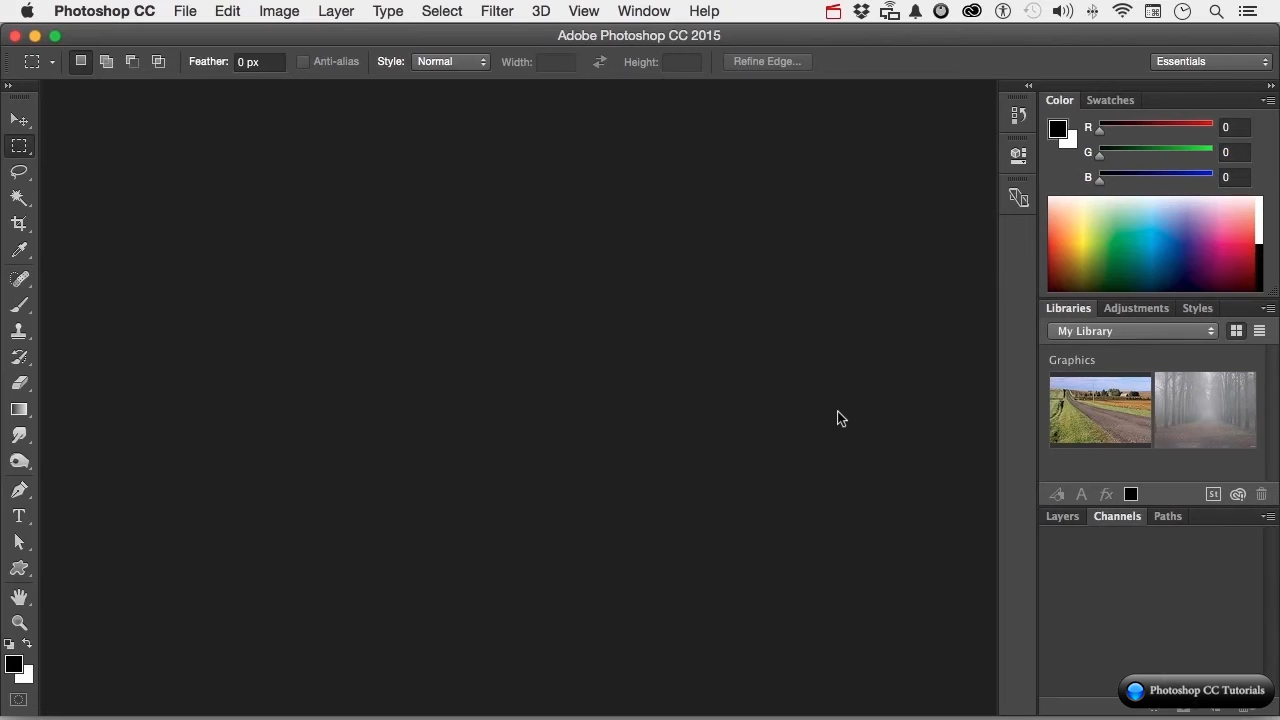 Photoshop CC File Edit Image Layer Type Select Filter 3D View Window Help
Adobe Photoshop CC 2015
Feather: 0 px Anti-alias Style: Normal Width: Height: Refine Edge... Essentials
Color Swatches
R 0
G 0
B 0
Libraries Adjustments Styles
My Library
Graphics
A fx St
Layers Channels Paths
T
Photoshop CC Tutorials